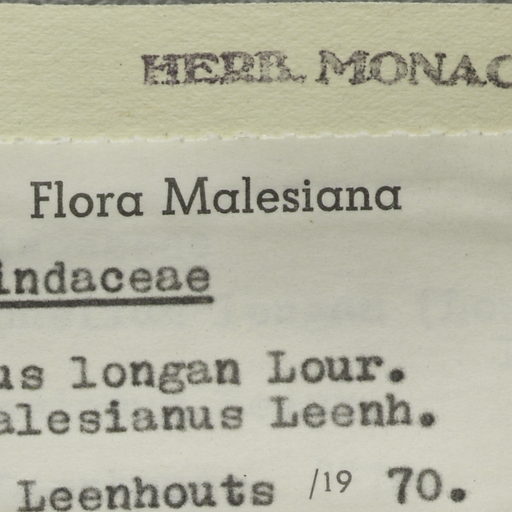 HERB. MONAC
Flora Malesiana
indaceae
us longan Lour.
alesianus Leenh.
Leenhouts /19 70.